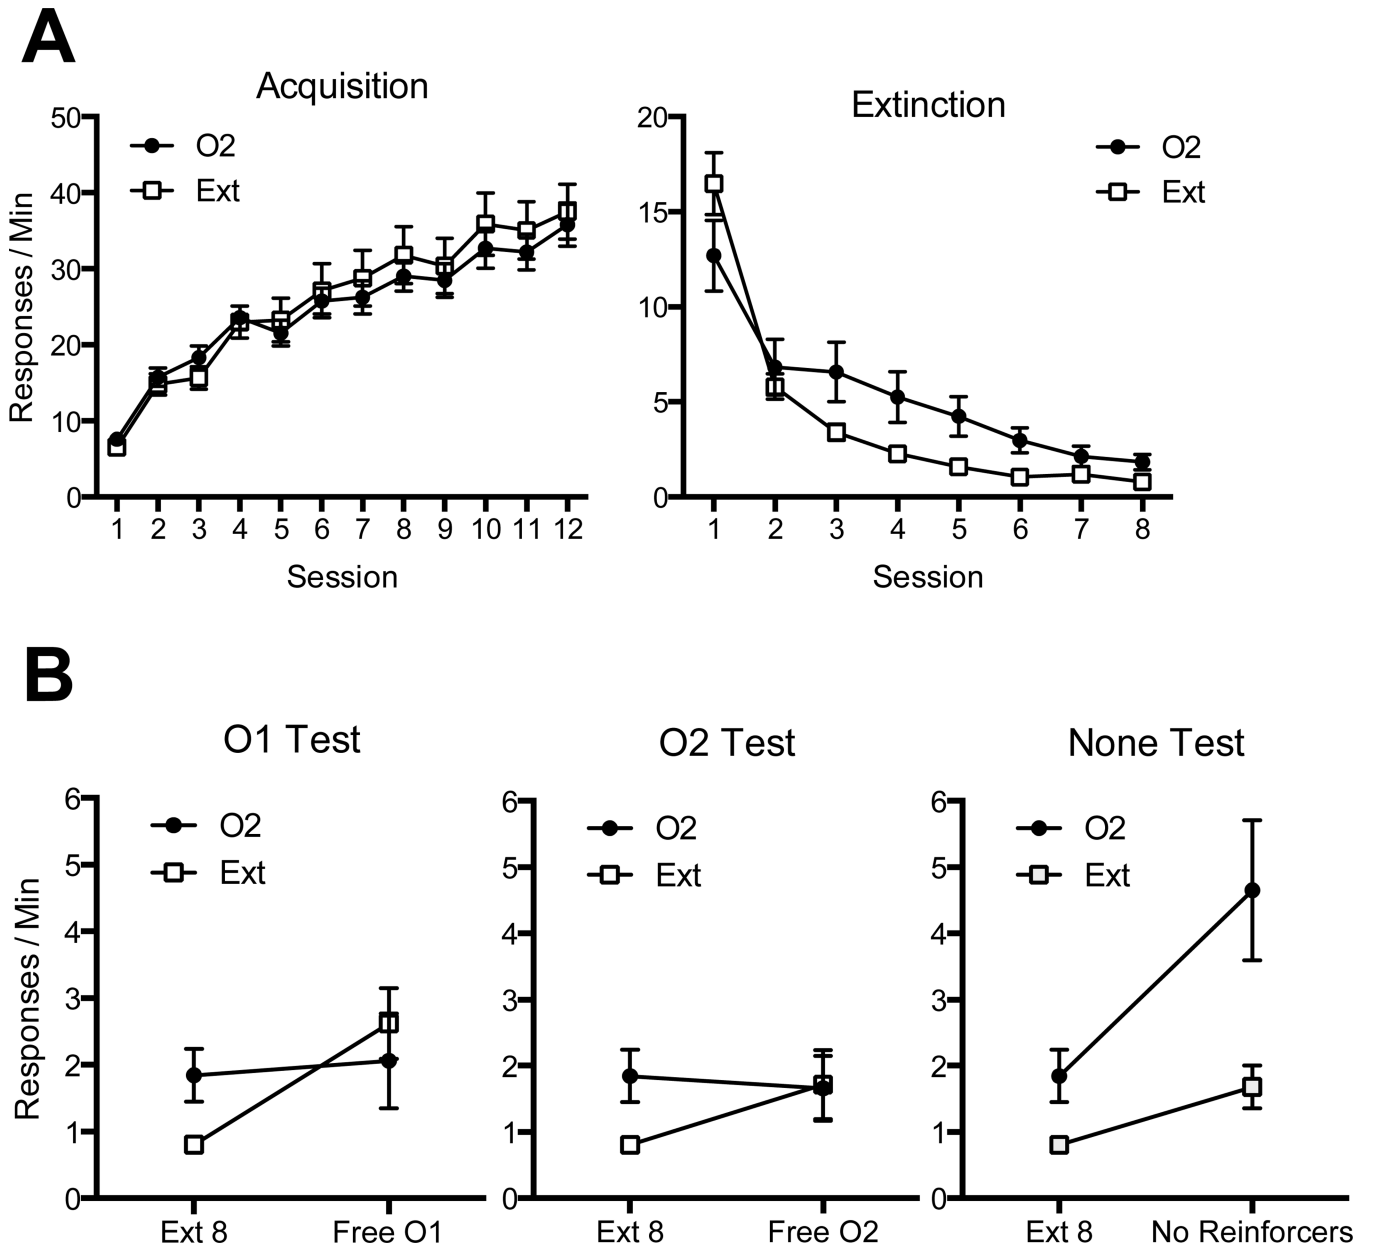 A
Acquisition
50
40
30
20
10
0
Responses / Min
O2
Ext
1 2 3 4 5 6 7 8 9 10 11 12
Session
Extinction
20
15
10
5
0
O2
Ext
1 2 3 4 5 6 7 8
Session
B
O1 Test
6
5
4
3
2
1
0
Responses / Min
O2
Ext
Ext 8 Free O1
O2 Test
6
5
4
3
2
1
0
O2
Ext
Ext 8 Free O2
None Test
6
5
4
3
2
1
0
O2
Ext
Ext 8 No Reinforcers